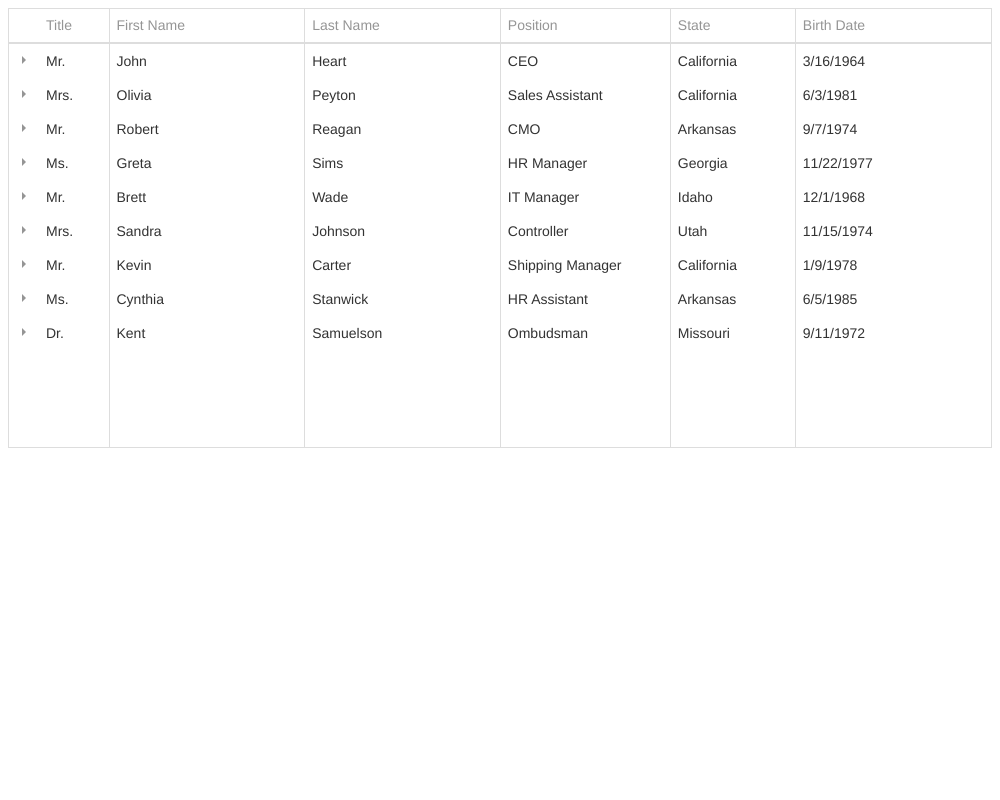 Title First Name Last Name Position State Birth Date
Mr. John Heart CEO California 3/16/1964
Mrs. Olivia Peyton Sales Assistant California 6/3/1981
Mr. Robert Reagan CMO Arkansas 9/7/1974
Ms. Greta Sims HR Manager Georgia 11/22/1977
Mr. Brett Wade IT Manager Idaho 12/1/1968
Mrs. Sandra Johnson Controller Utah 11/15/1974
Mr. Kevin Carter Shipping Manager California 1/9/1978
Ms. Cynthia Stanwick HR Assistant Arkansas 6/5/1985
Dr. Kent Samuelson Ombudsman Missouri 9/11/1972